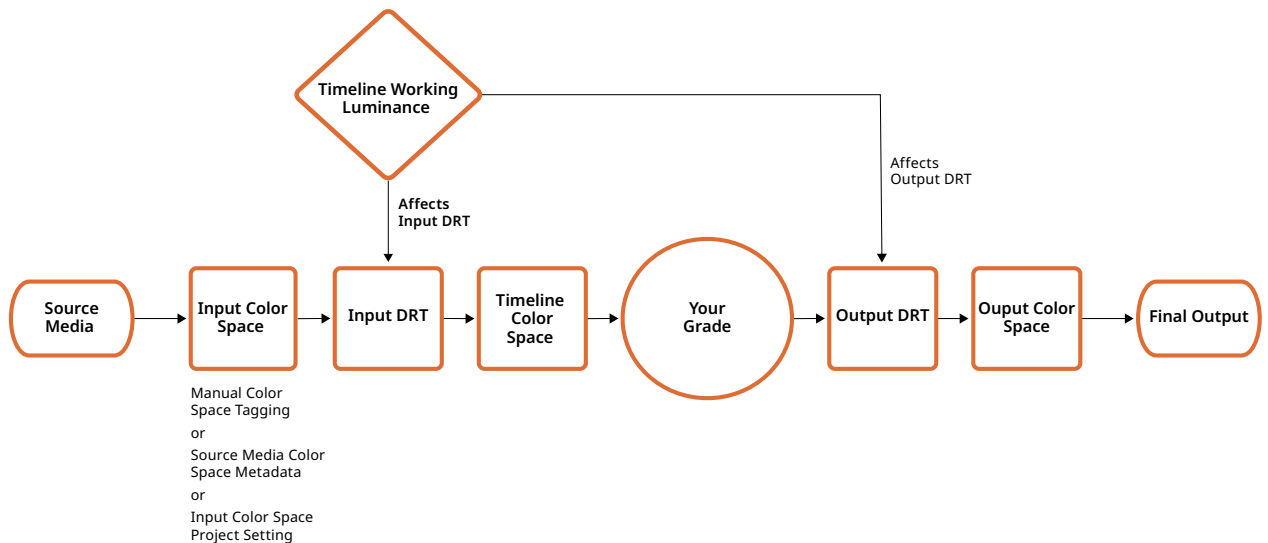 Timeline Working
Luminance
Affects
Output DRT
Affects
Input DRT
Source
Media
Input Color
Space
Input DRT
Timeline
Color
Space
Your
Grade
Output DRT
Ouput Color
Space
Final Output
Manual Color
Space Tagging
or
Source Media Color
Space Metadata
or
Input Color Space
Project Setting